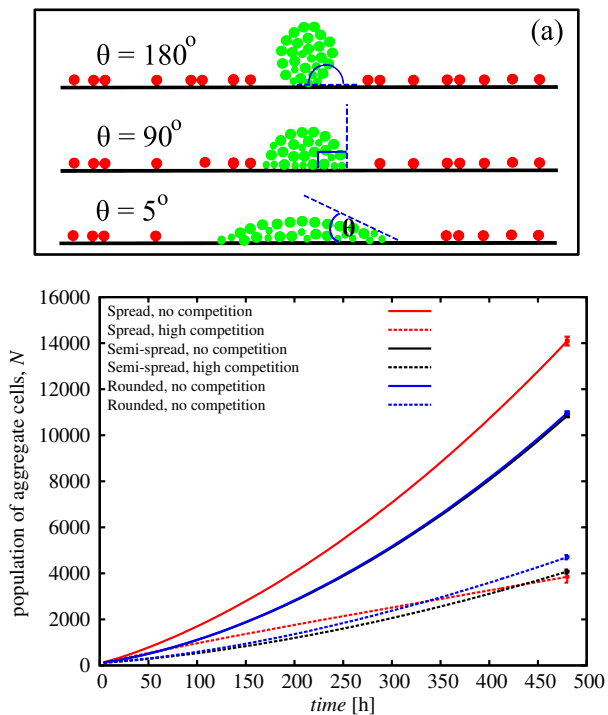 (a)
θ = 180°
θ = 90°
θ = 5°
θ
16000
14000
12000
10000
8000
6000
4000
2000
0
population of aggregate cells, N
Spread, no competition
Spread, high competition
Semi-spread, no competition
Semi-spread, high competition
Rounded, no competition
Rounded, no competition
0 50 100 150 200 250 300 350 400 450 500
time [h]